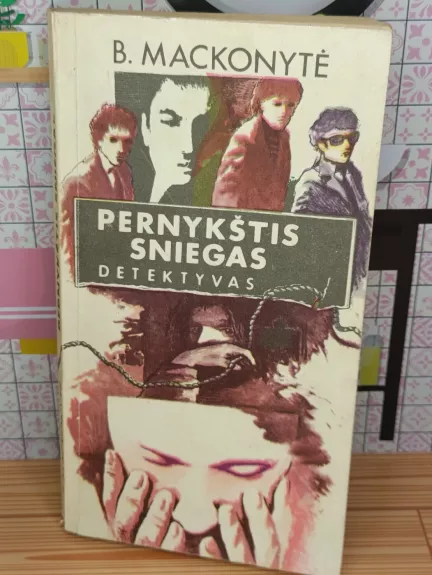 B. MACKONYTĖ
PERNYKŠTIS
SNIEGAS
DETEKTYVAS